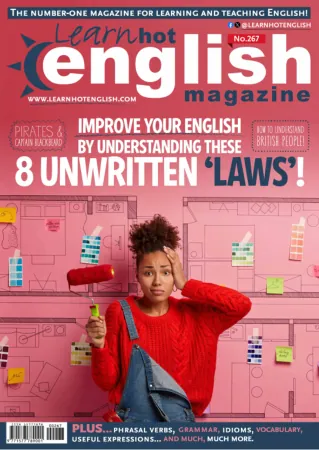 The number-one magazine for learning and teaching English!
@LEARNHOTENGLISH
Learn hot
No.267
english
magazine
www.learnhotenglish.com
PIRATES &
CAPTAIN BLACKBEARD
IMPROVE YOUR ENGLISH
BY UNDERSTANDING THESE
8 UNWRITTEN ‘LAWS’!
HOW TO UNDERSTAND
BRITISH PEOPLE!
PLUS... PHRASAL VERBS, GRAMMAR, IDIOMS, VOCABULARY,
USEFUL EXPRESSIONS... AND MUCH, MUCH MORE.